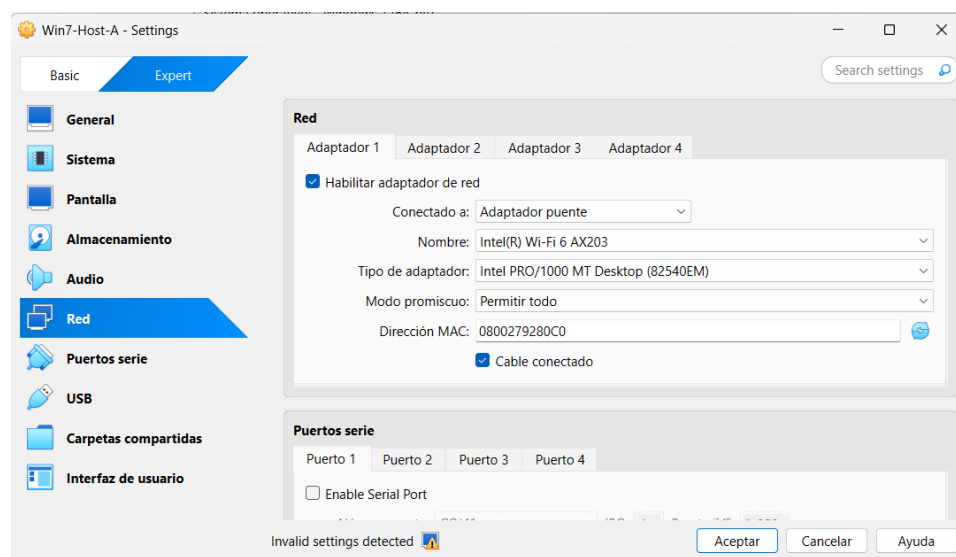 Win7-Host-A - Settings
Basic
Expert
Search settings
General
Sistema
Pantalla
Almacenamiento
Audio
Red
Puertos serie
USB
Carpetas compartidas
Interfaz de usuario
Red
Adaptador 1
Adaptador 2
Adaptador 3
Adaptador 4
Habilitar adaptador de red
Conectado a: Adaptador puente
Nombre: Intel(R) Wi-Fi 6 AX203
Tipo de adaptador: Intel PRO/1000 MT Desktop (82540EM)
Modo promiscuo: Permitir todo
Dirección MAC: 0800279280C0
Cable conectado
Puertos serie
Puerto 1
Puerto 2
Puerto 3
Puerto 4
Enable Serial Port
Invalid settings detected
Aceptar
Cancelar
Ayuda